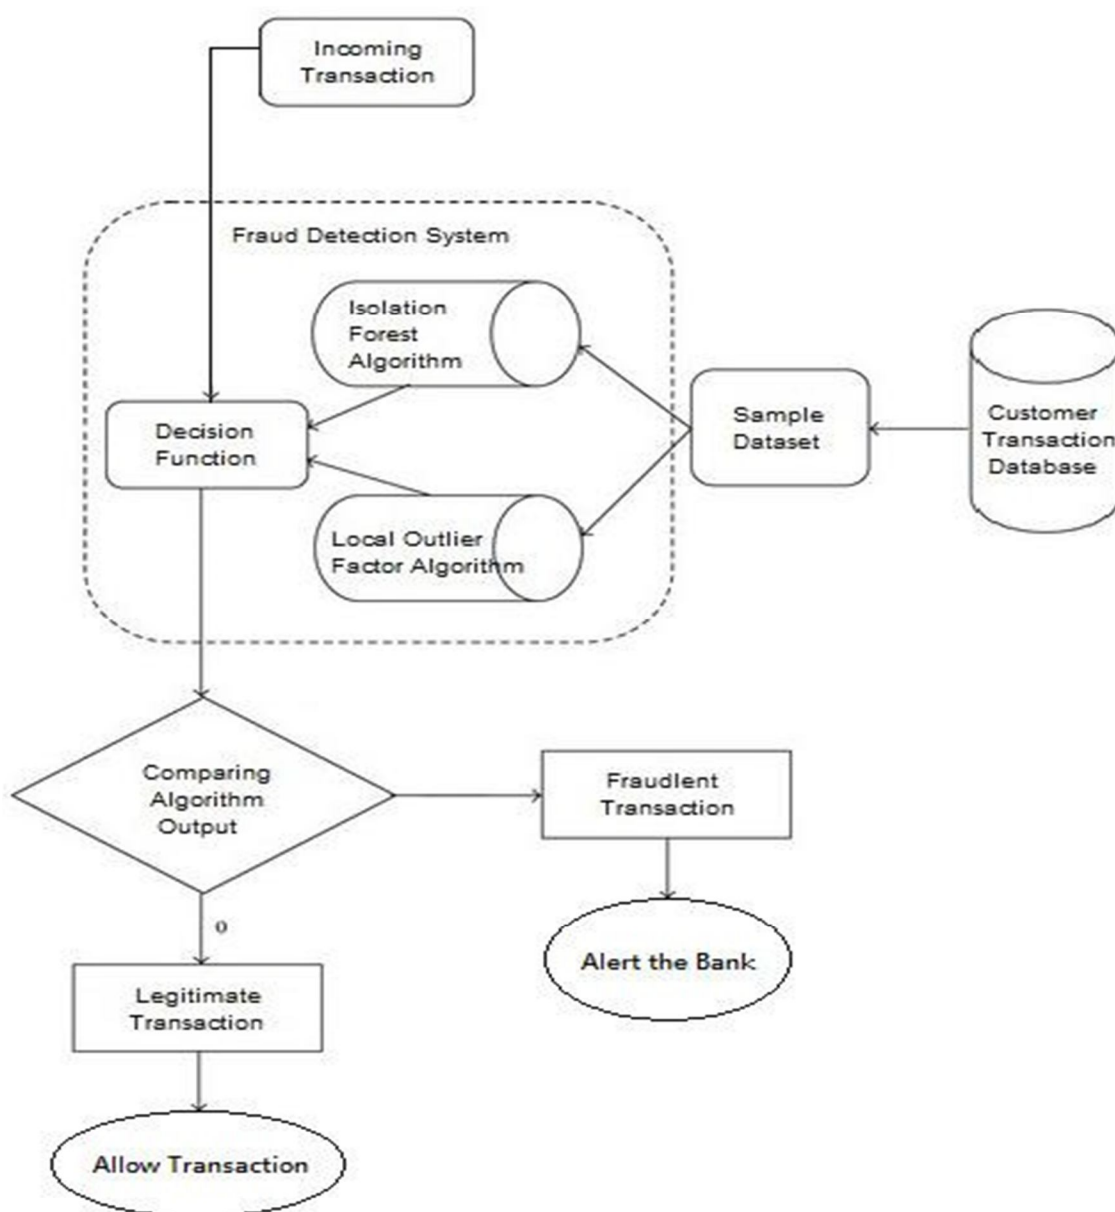 Incoming
Transaction
Fraud Detection System
Isolation
Forest
Algorithm
Decision
Function
Sample
Dataset
Customer
Transaction
Database
Local Outlier
Factor Algorithm
Comparing
Algorithm
Output
Fraudlent
Transaction
0
Alert the Bank
Legitimate
Transaction
Allow Transaction